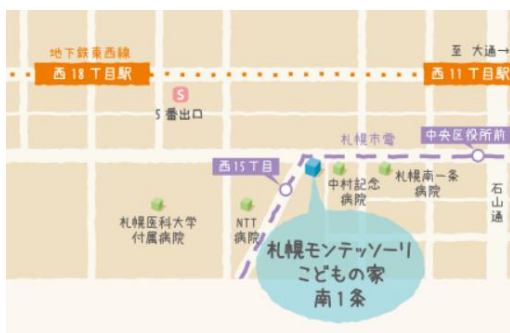 地下鉄東西線
西18丁目駅
至 大通→
西11丁目駅
S
5番出口
札幌市電
中央区役所前
西15丁目
中村記念
病院
札幌南一条
病院
石山通
札幌医科大学
付属病院
NTT
病院
札幌モンテッソーリ
こどもの家
南1条